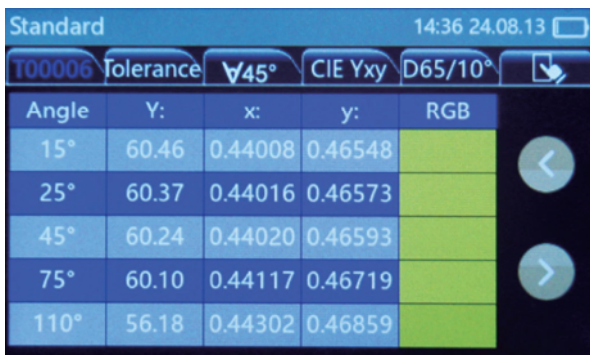 Standard 14:36 24.08.13
T00006 Tolerance ∀45° CIE Yxy D65/10°
Angle Y: x: y: RGB
15° 60.46 0.44008 0.46548
25° 60.37 0.44016 0.46573
45° 60.24 0.44020 0.46593
75° 60.10 0.44117 0.46719
110° 56.18 0.44302 0.46859